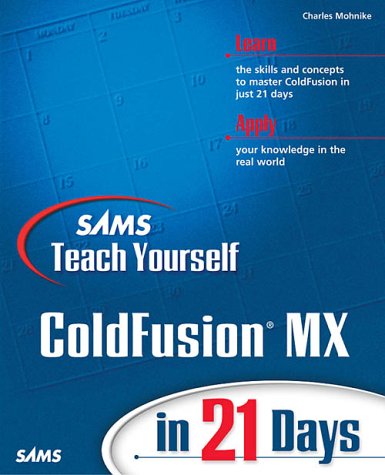 Charles Mohnike
Learn
the skills and concepts
to master ColdFusion in
just 21 days
Apply
your knowledge in the
real world
SAMS
Teach Yourself
ColdFusion® MX
in 21 Days
SAMS